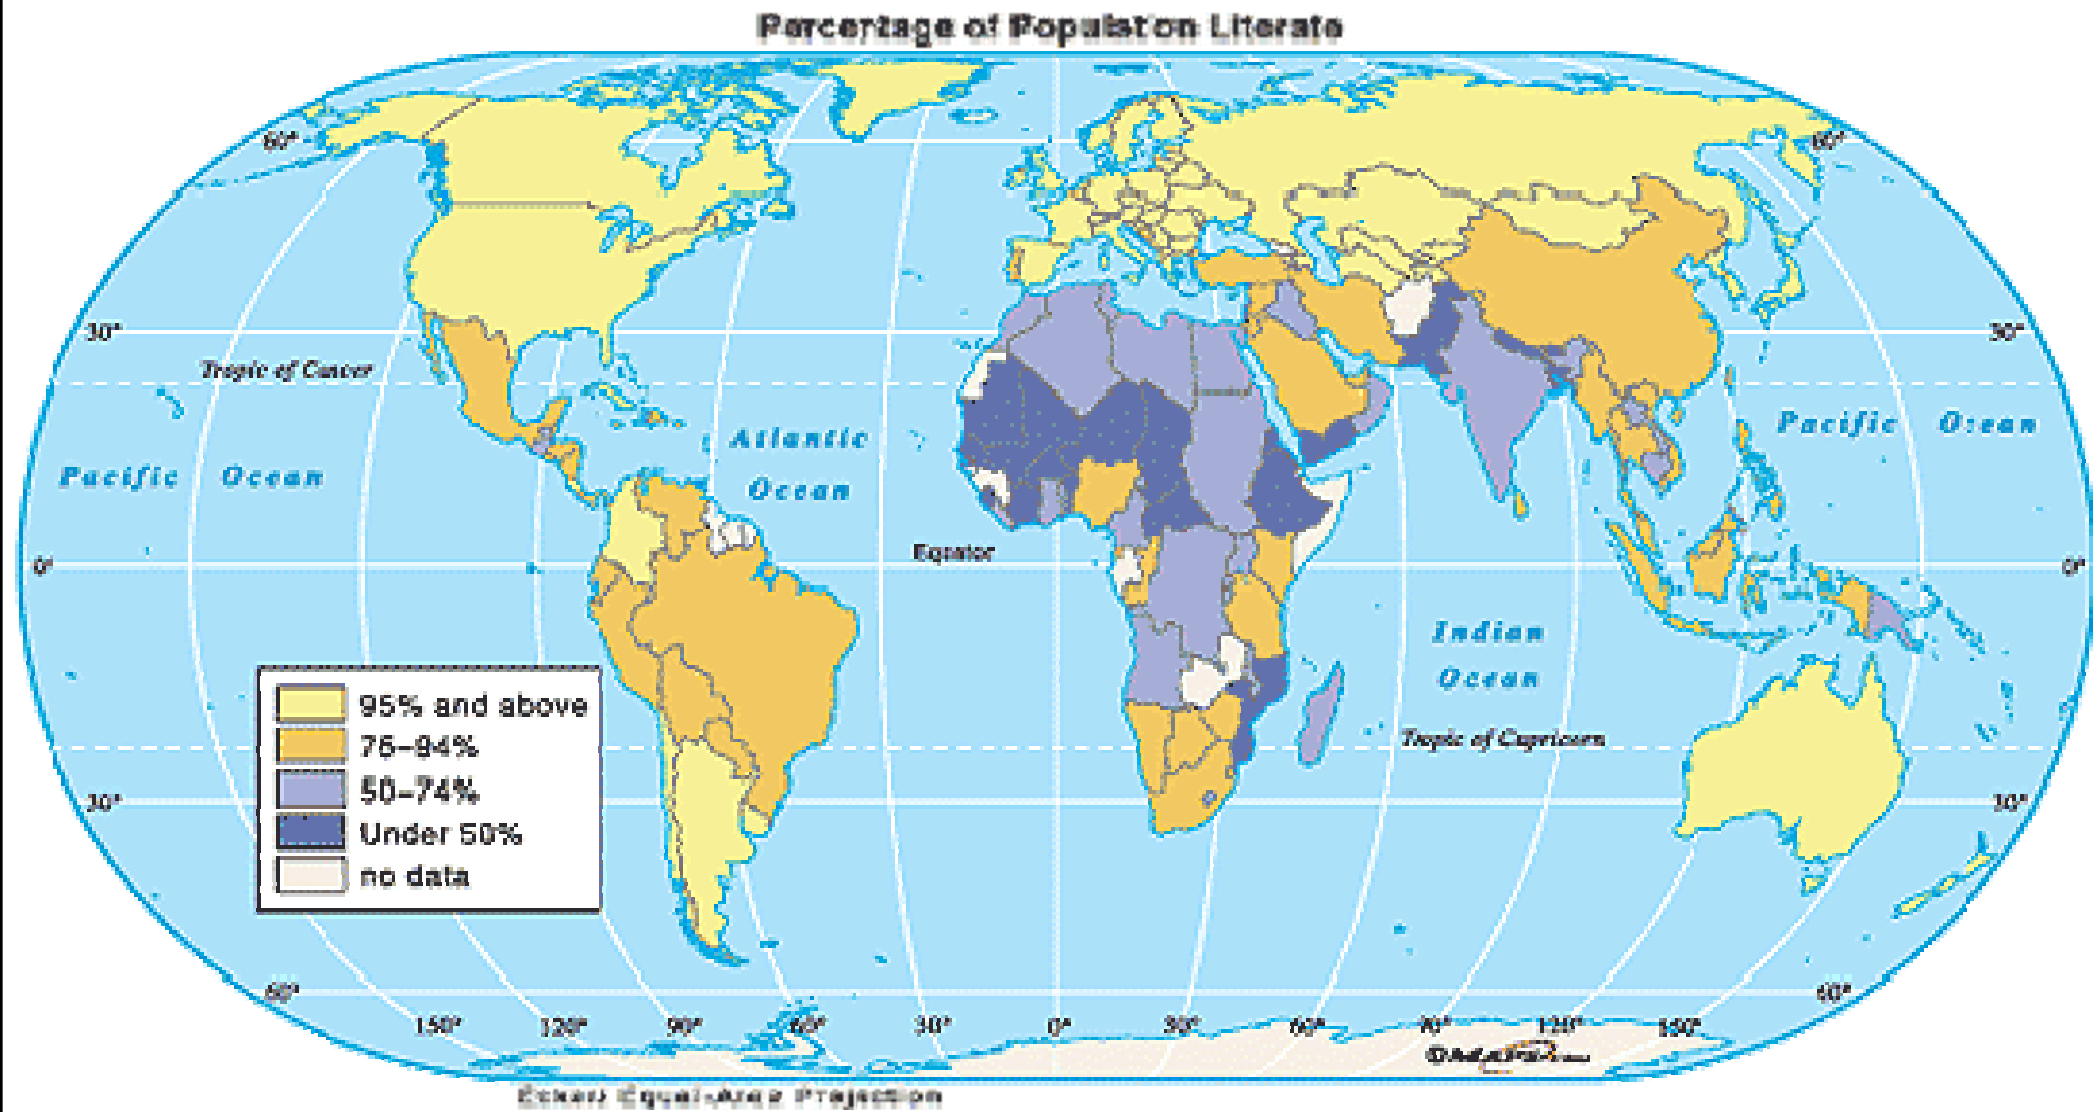 Percentage of Population Literate
60°
60°
30°
30°
Tropic of Cancer
Atlantic
Ocean
Pacific Ocean
Pacific Ocean
Equator
0°
0°
Indian
Ocean
Tropic of Capricorn
95% and above
75–94%
50–74%
Under 50%
no data
30°
30°
60°
60°
150° 120° 90° 60° 30° 0° 30° 60° 90° 120° 150°
Eckert Equal-Area Projection